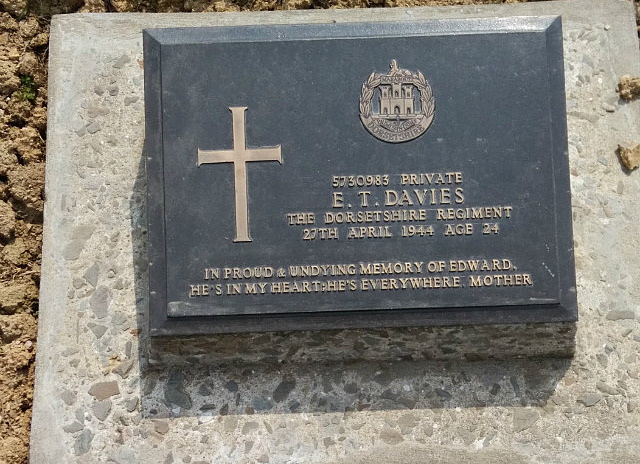 5730983 PRIVATE
E. T. DAVIES
THE DORSETSHIRE REGIMENT
27TH APRIL 1944 AGE 24
IN PROUD & UNDYING MEMORY OF EDWARD,
HE'S IN MY HEART; HE'S EVERYWHERE. MOTHER